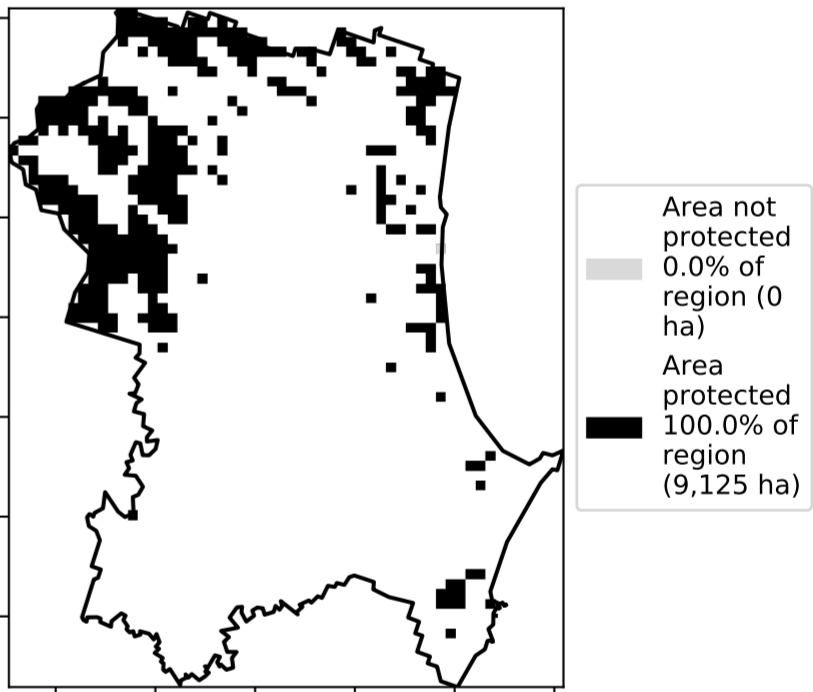 Area not
protected
0.0% of
region (0
ha)
Area
protected
100.0% of
region
(9,125 ha)